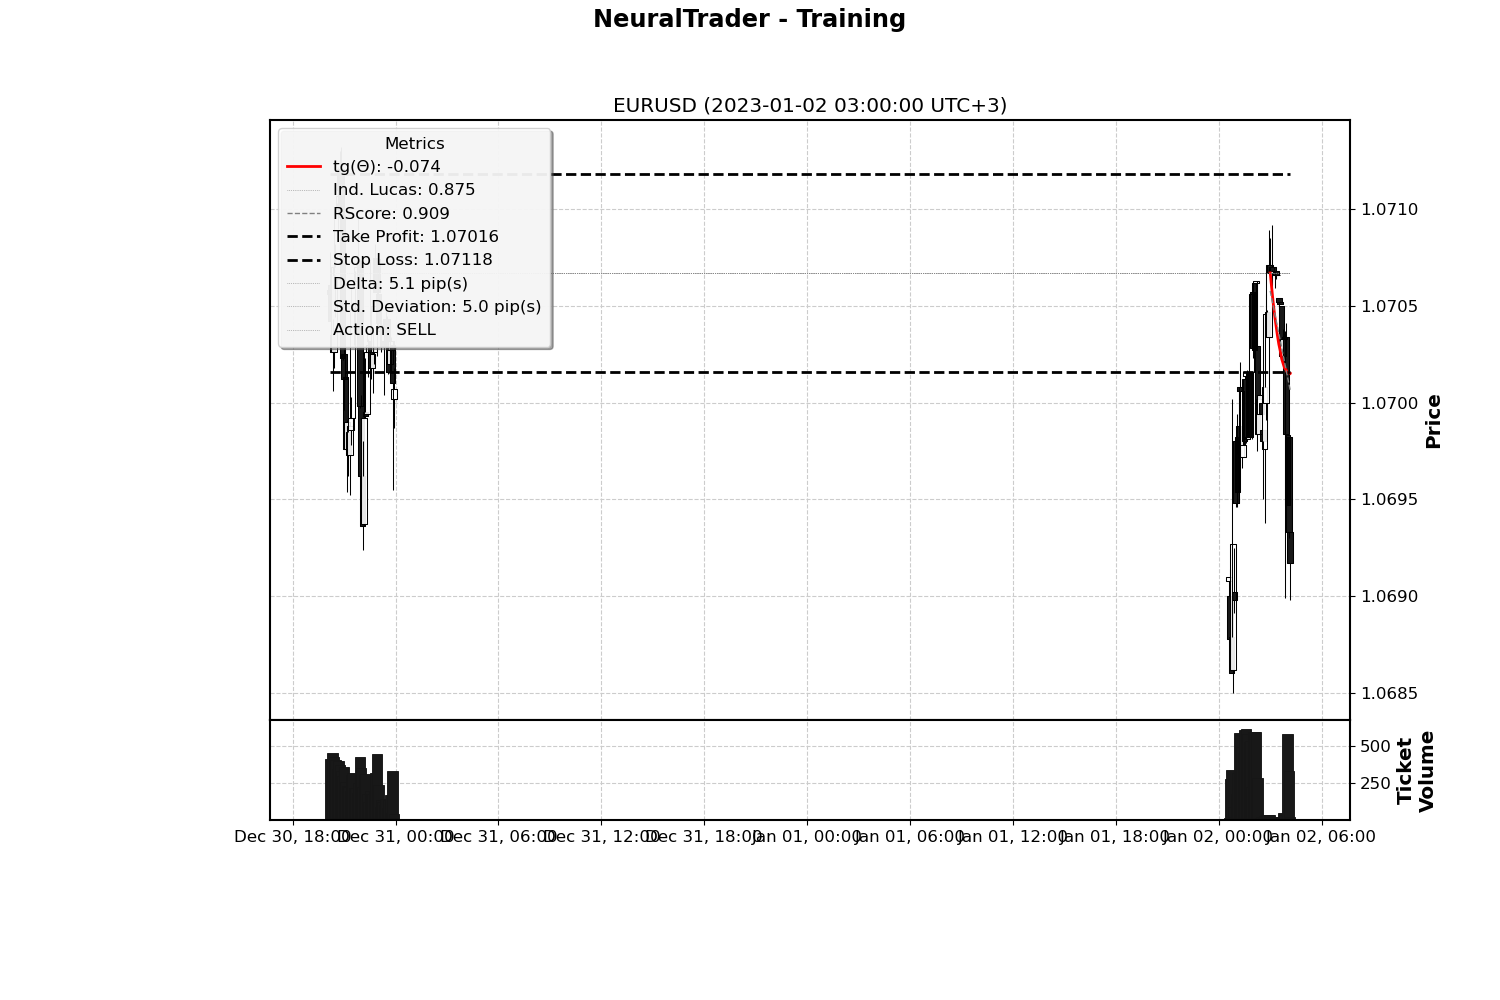 NeuralTrader - Training
EURUSD (2023-01-02 03:00:00 UTC+3)
Metrics
tg(Θ): -0.074
Ind. Lucas: 0.875
RScore: 0.909
Take Profit: 1.07016
Stop Loss: 1.07118
Delta: 5.1 pip(s)
Std. Deviation: 5.0 pip(s)
Action: SELL
1.0710
1.0705
1.0700
1.0695
1.0690
1.0685
Price
500
250
Ticket
Volume
Dec 30, 18:00
Dec 31, 00:00
Dec 31, 06:00
Dec 31, 12:00
Dec 31, 18:00
Jan 01, 00:00
Jan 01, 06:00
Jan 01, 12:00
Jan 01, 18:00
Jan 02, 00:00
Jan 02, 06:00